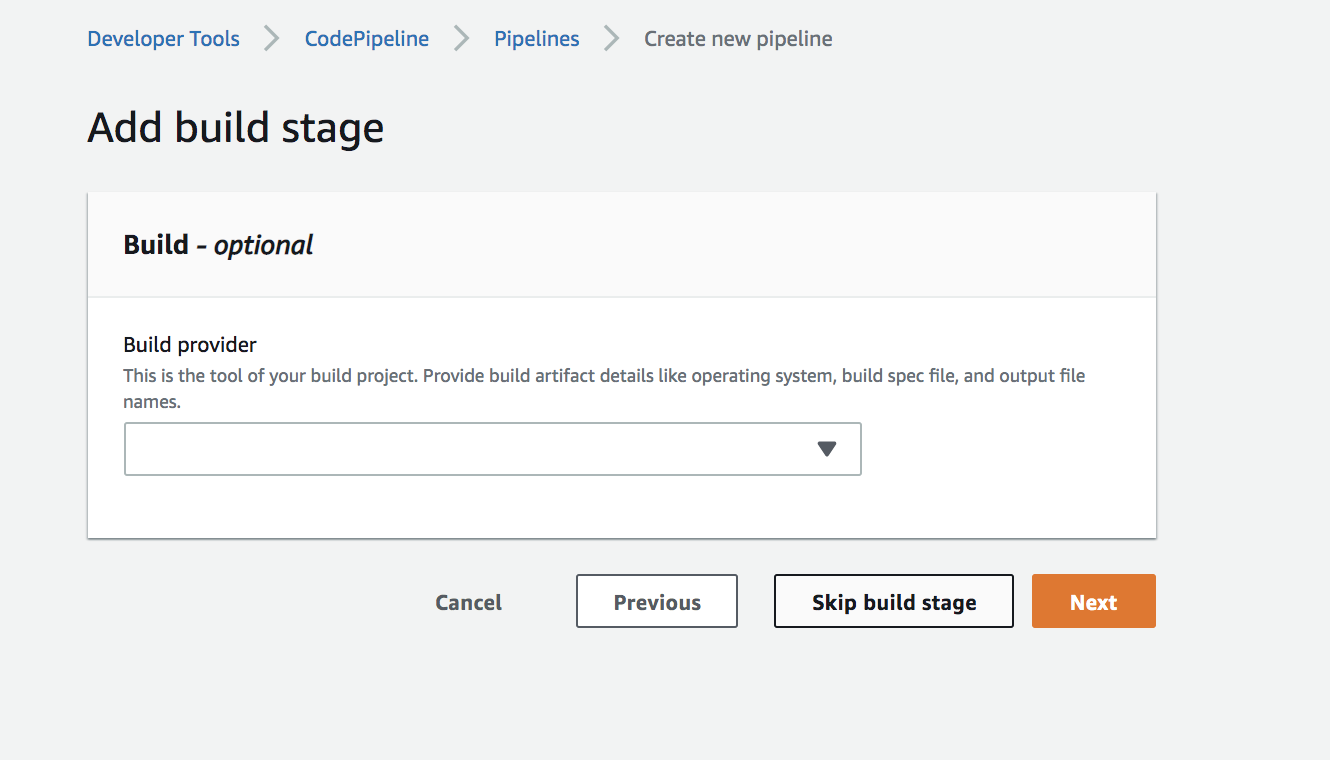 Developer Tools CodePipeline Pipelines Create new pipeline
Add build stage
Build - optional
Build provider
This is the tool of your build project. Provide build artifact details like operating system, build spec file, and output file
names.
Cancel Previous Skip build stage Next